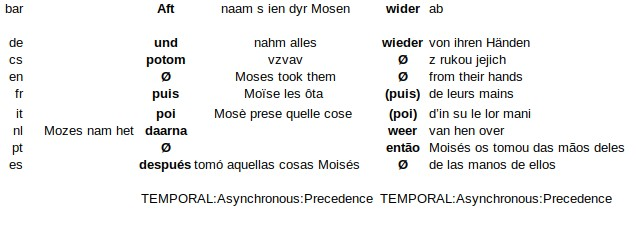 bar Aft naam s ien dyr Mosen wider ab
de und nahm alles wieder von ihren Händen
cs potom vzvav Ø z rukou jejich
en Ø Moses took them Ø from their hands
fr puis Moïse les ôta (puis) de leurs mains
it poi Mosè prese quelle cose (poi) d'in su le lor mani
nl Mozes nam het daarna weer van hen over
pt Ø então Moisés os tomou das mãos deles
es después tomó aquellas cosas Moisés Ø de las manos de ellos
TEMPORAL:Asynchronous:Precedence TEMPORAL:Asynchronous:Precedence